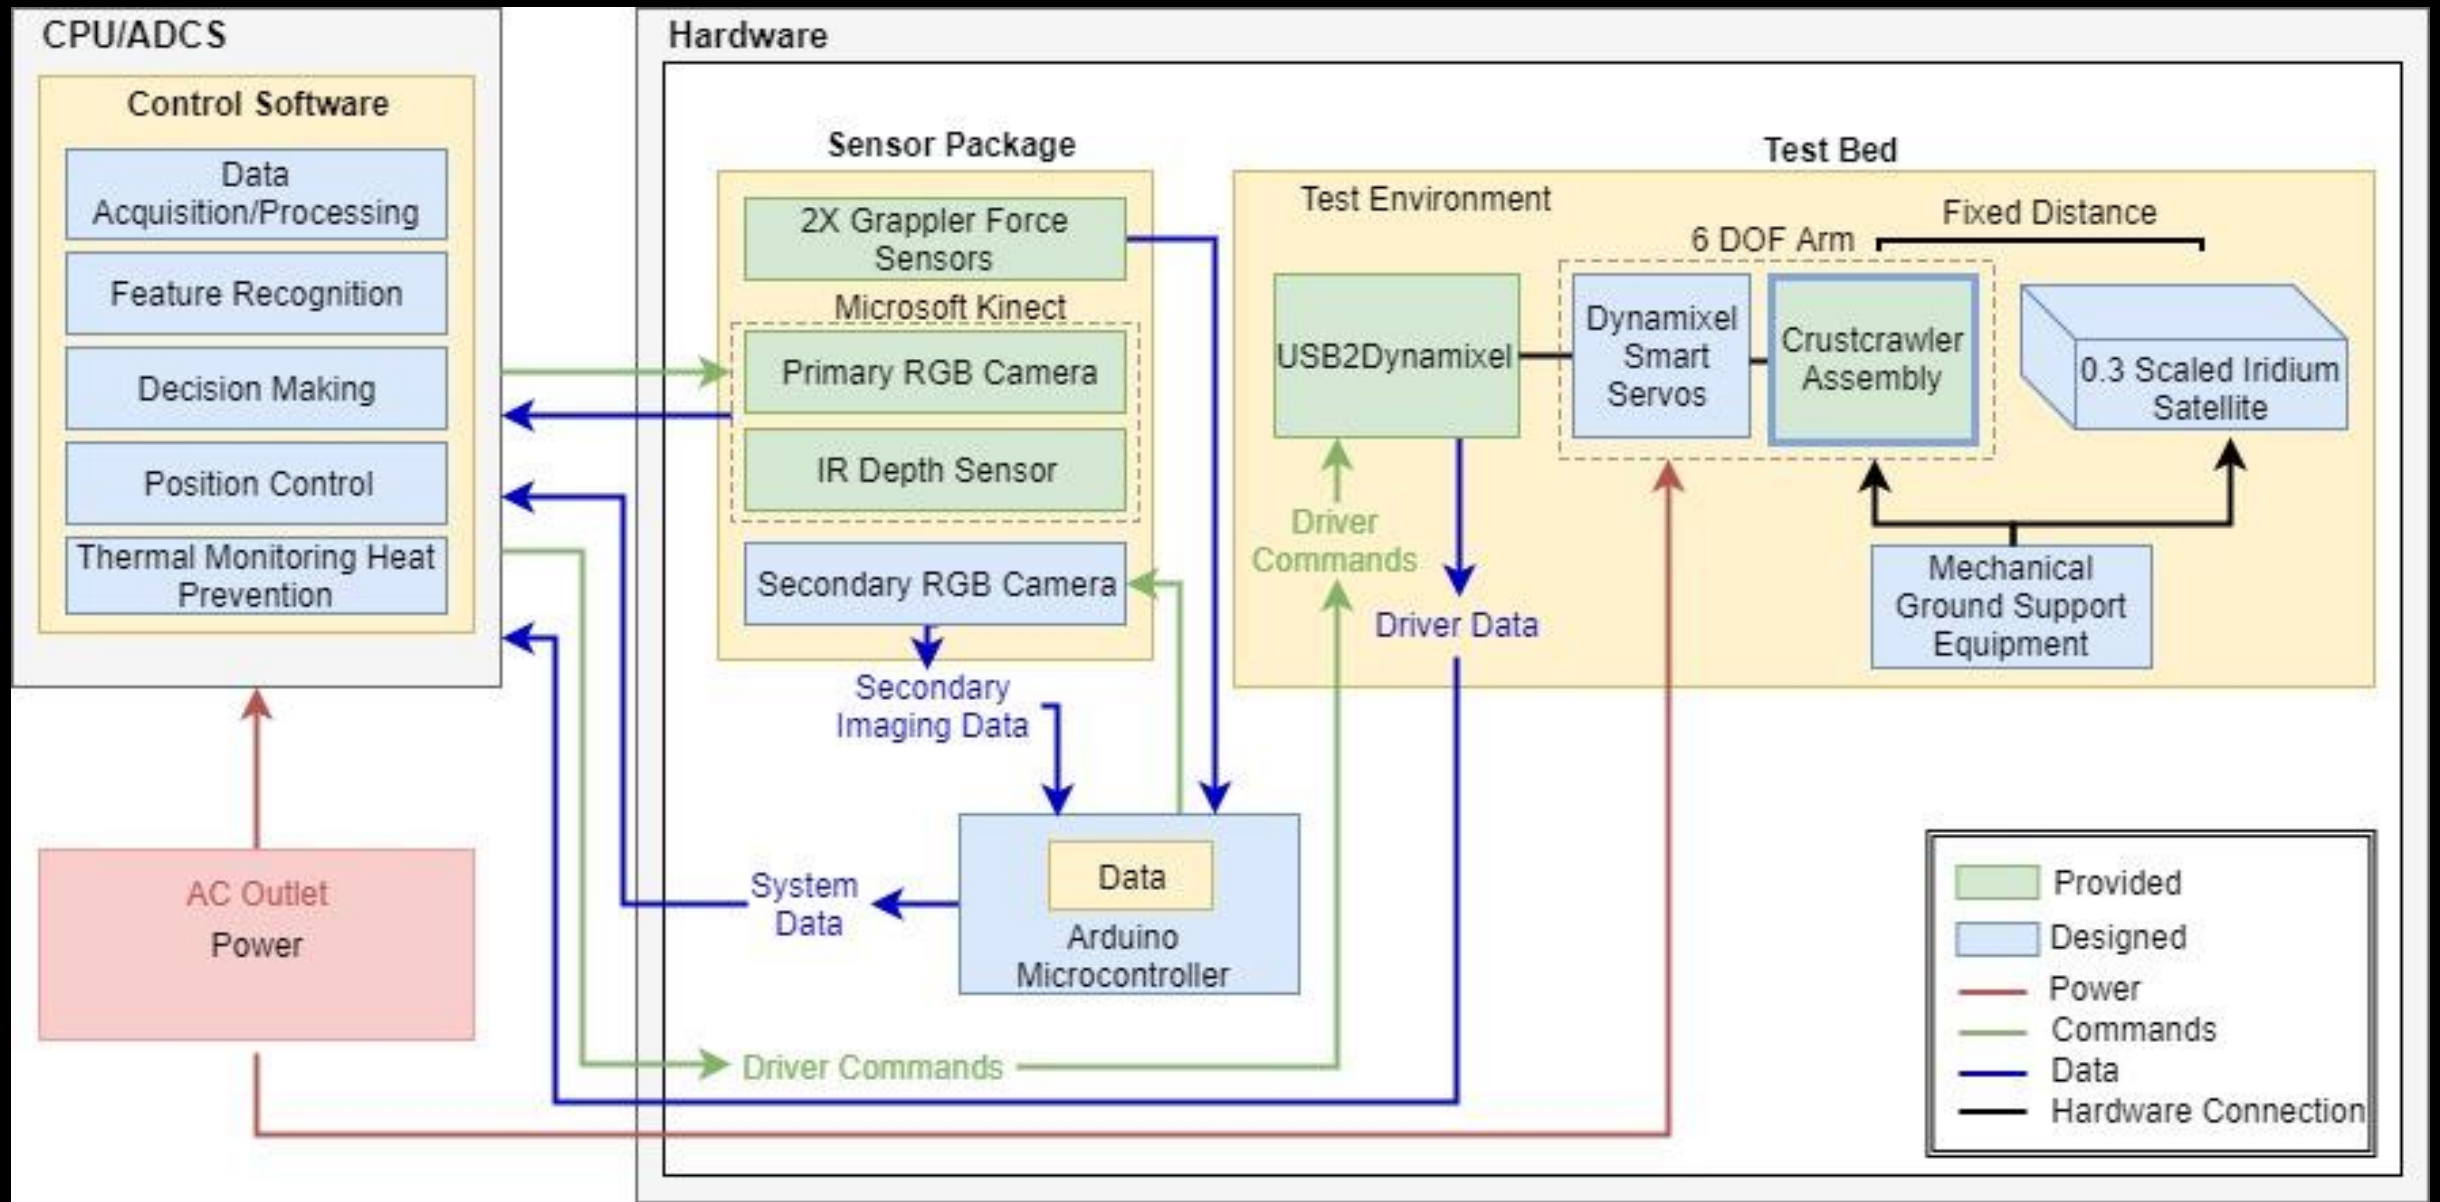 CPU/ADCS
Control Software
Data
Acquisition/Processing
Feature Recognition
Decision Making
Position Control
Thermal Monitoring Heat
Prevention
AC Outlet
Power
Hardware
Sensor Package
2X Grappler Force
Sensors
Microsoft Kinect
Primary RGB Camera
IR Depth Sensor
Secondary RGB Camera
Secondary
Imaging Data
System
Data
Data
Arduino
Microcontroller
Driver Commands
Test Bed
Test Environment
Fixed Distance
6 DOF Arm
USB2Dynamixel
Dynamixel
Smart
Servos
Crustcrawler
Assembly
0.3 Scaled Iridium
Satellite
Driver
Commands
Driver Data
Mechanical
Ground Support
Equipment
Provided
Designed
Power
Commands
Data
Hardware Connection